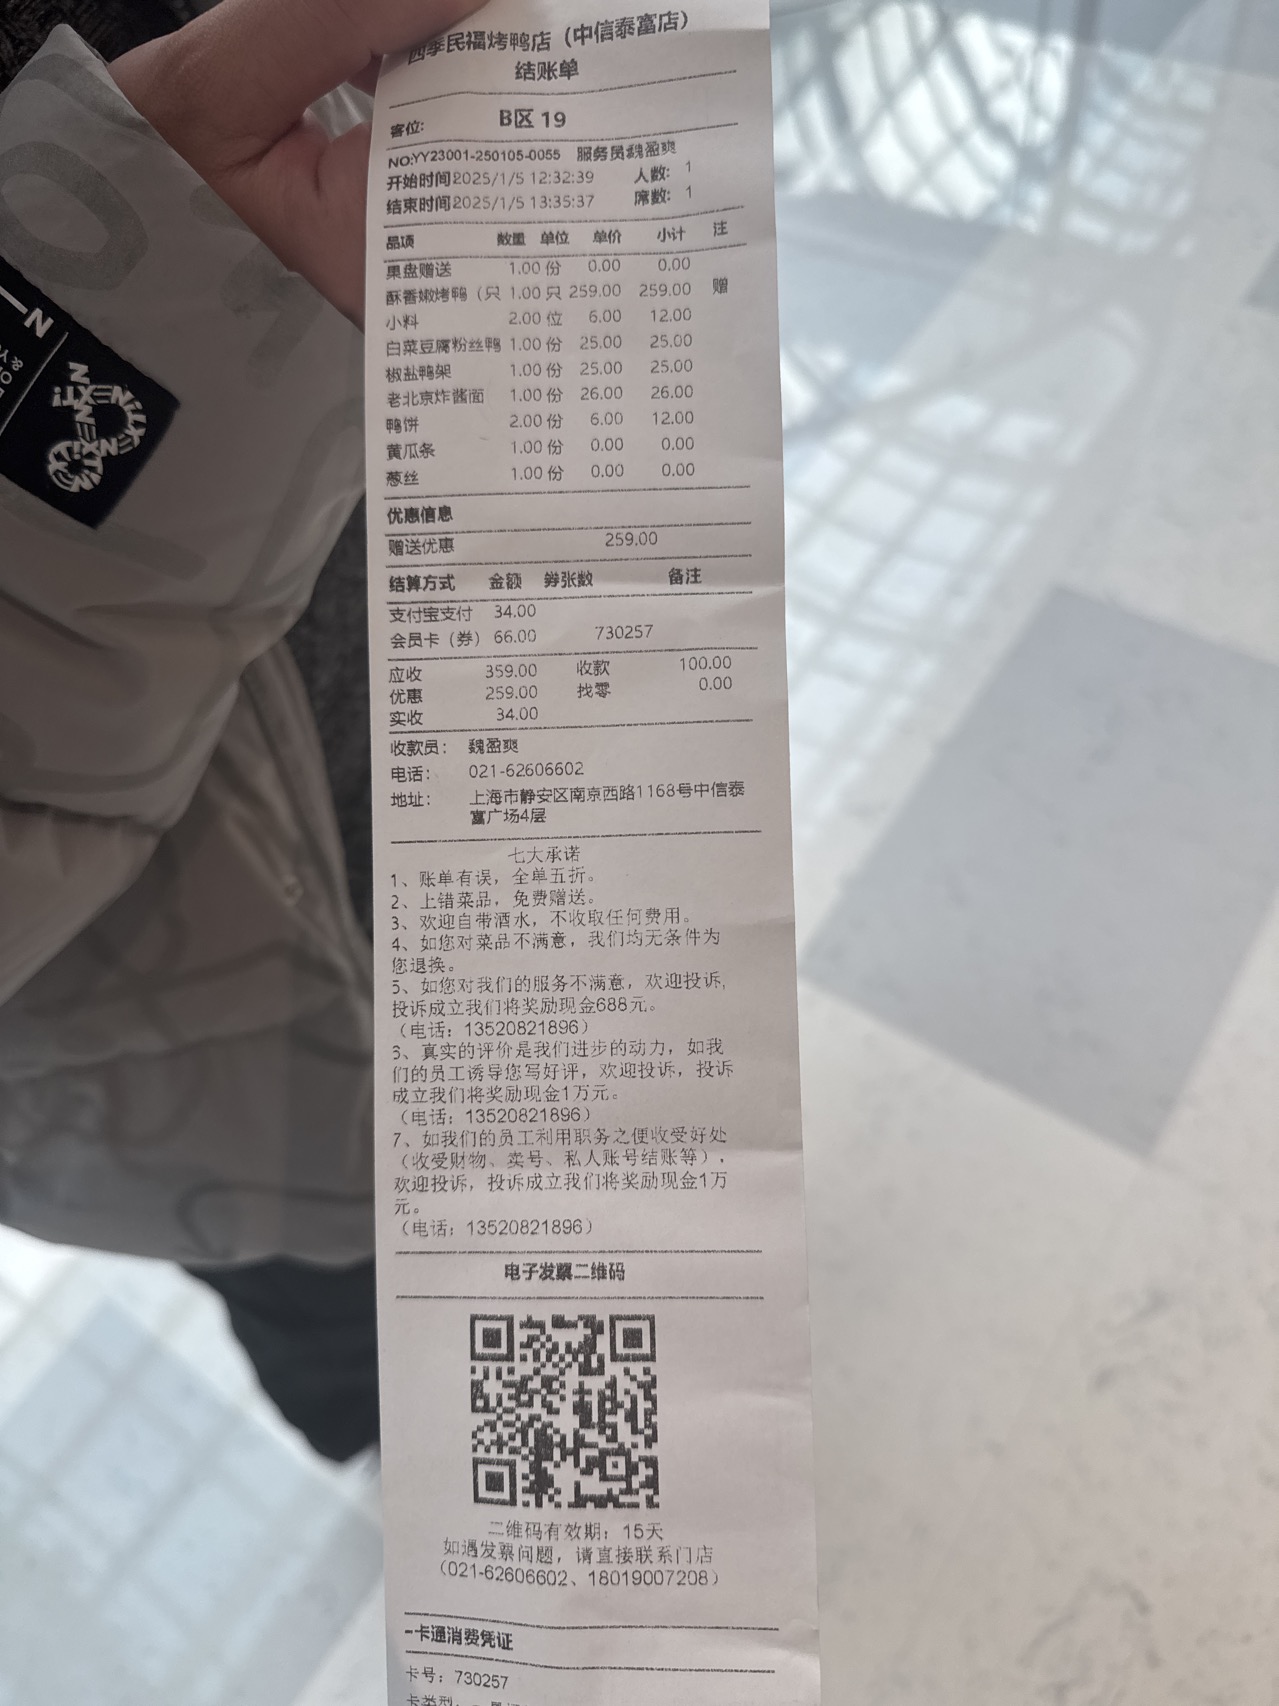 四季民福烤鸭店（中信泰富店）
结账单
客位: B区 19
NO:YY23001-250105-0055 服务员魏盈爽
开始时间2025/1/5 12:32:39 人数: 1
结束时间2025/1/5 13:35:37 席数: 1
品项 数量 单位 单价 小计 注
果盘赠送 1.00 份 0.00 0.00
酥香嫩烤鸭（只 1.00 只 259.00 259.00 赠
小料 2.00 位 6.00 12.00
白菜豆腐粉丝鸭 1.00 份 25.00 25.00
椒盐鸭架 1.00 份 25.00 25.00
老北京炸酱面 1.00 份 26.00 26.00
鸭饼 2.00 份 6.00 12.00
黄瓜条 1.00 份 0.00 0.00
葱丝 1.00 份 0.00 0.00
优惠信息
赠送优惠 259.00
结算方式 金额 券张数 备注
支付宝支付 34.00
会员卡（券）66.00 730257
应收 359.00 收款 100.00
优惠 259.00 找零 0.00
实收 34.00
收款员: 魏盈爽
电话: 021-62606602
地址: 上海市静安区南京西路1168号中信泰
富广场4层
七大承诺
1、账单有误，全单五折。
2、上错菜品，免费赠送。
3、欢迎自带酒水，不收取任何费用。
4、如您对菜品不满意，我们均无条件为
您退换。
5、如您对我们的服务不满意，欢迎投诉，
投诉成立我们将奖励现金688元。
（电话：13520821896）
3、真实的评价是我们进步的动力，如我
们的员工诱导您写好评，欢迎投诉，投诉
成立我们将奖励现金1万元。
（电话：13520821896）
7、如我们的员工利用职务之便收受好处
（收受财物、卖号、私人账号结账等），
欢迎投诉，投诉成立我们将奖励现金1万
元。
（电话：13520821896）
电子发票二维码
二维码有效期：15天
如遇发票问题，请直接联系门店
（021-62606602、18019007208）
一卡通消费凭证
卡号：730257
卡类型: